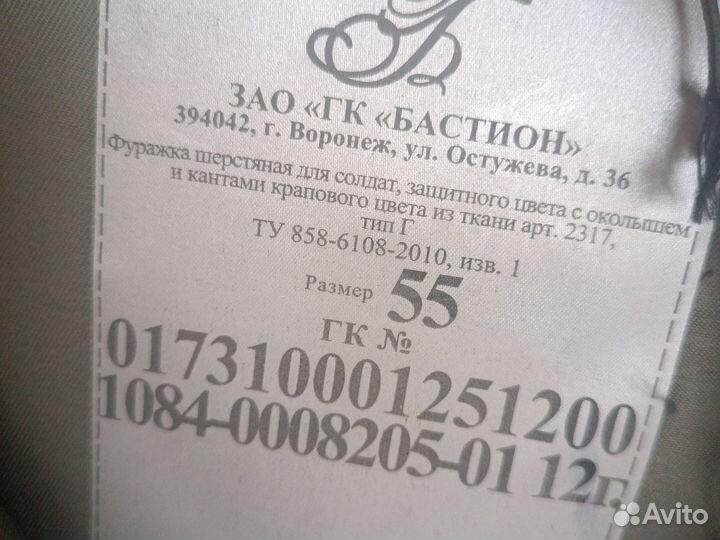 ЗАО «ГК «БАСТИОН»
394042, г. Воронеж, ул. Остужева, д. 36
Фуражка шерстяная для солдат, защитного цвета с околышем
и кантами крапового цвета из ткани арт. 2317,
тип Г
ТУ 858-6108-2010, изв. 1
Размер 55
ГК №
0173100001251200
1084-0008205-01 12г.
Avito